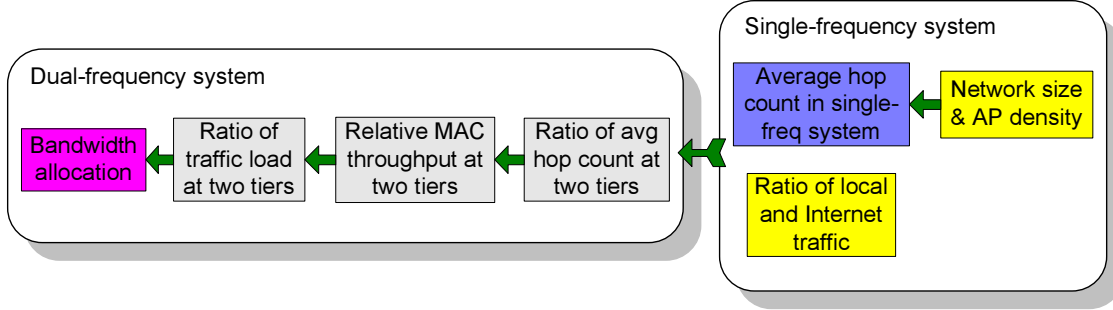 Dual-frequency system
Bandwidth
allocation
Ratio of
traffic load
at two tiers
Relative MAC
throughput at
two tiers
Ratio of avg
hop count at
two tiers
Single-frequency system
Average hop
count in single-
freq system
Network size
& AP density
Ratio of local
and Internet
traffic